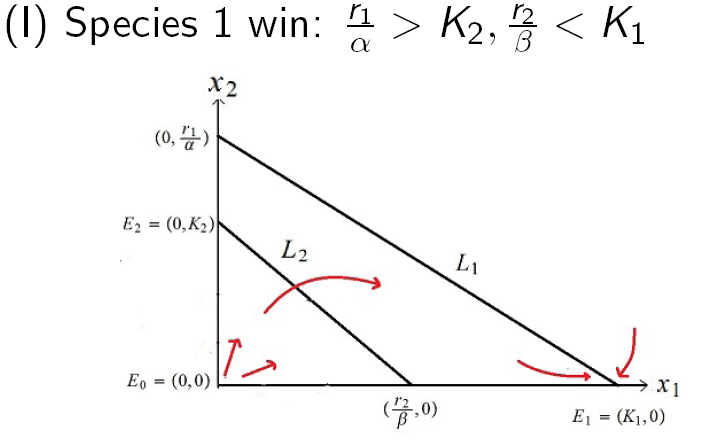 (I) Species 1 win: r₁/α > K₂, r₂/β < K₁
x₂
(0, r₁/α)
E₂ = (0,K₂)
L₂
L₁
E₀ = (0,0)
x₁
(r₂/β,0)
E₁ = (K₁,0)